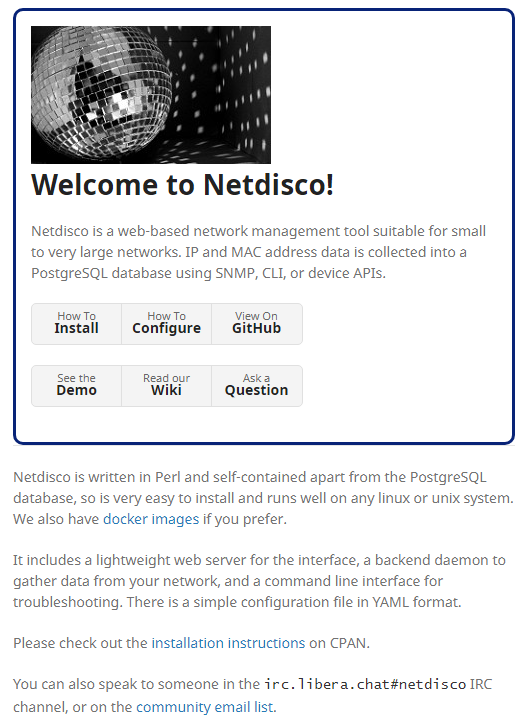 Welcome to Netdisco!
Netdisco is a web-based network management tool suitable for small
to very large networks. IP and MAC address data is collected into a
PostgreSQL database using SNMP, CLI, or device APIs.
How To
Install
How To
Configure
View On
GitHub
See the
Demo
Read our
Wiki
Ask a
Question
Netdisco is written in Perl and self-contained apart from the PostgreSQL
database, so is very easy to install and runs well on any linux or unix system.
We also have docker images if you prefer.
It includes a lightweight web server for the interface, a backend daemon to
gather data from your network, and a command line interface for
troubleshooting. There is a simple configuration file in YAML format.
Please check out the installation instructions on CPAN.
You can also speak to someone in the irc.libera.chat#netdisco IRC
channel, or on the community email list.